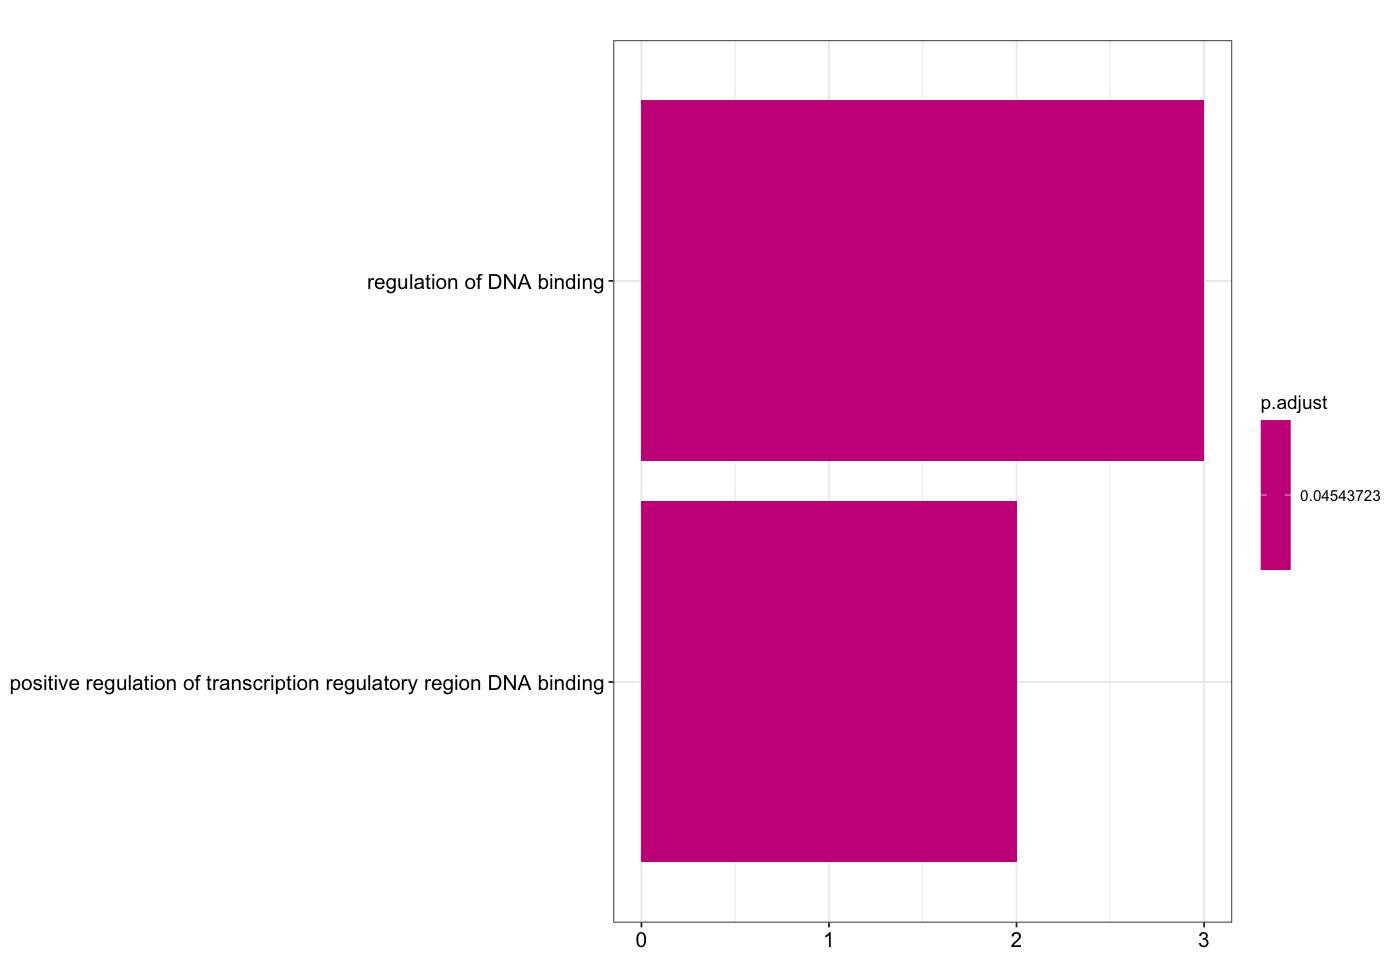 regulation of DNA binding
positive regulation of transcription regulatory region DNA binding
0 1 2 3
p.adjust
0.04543723